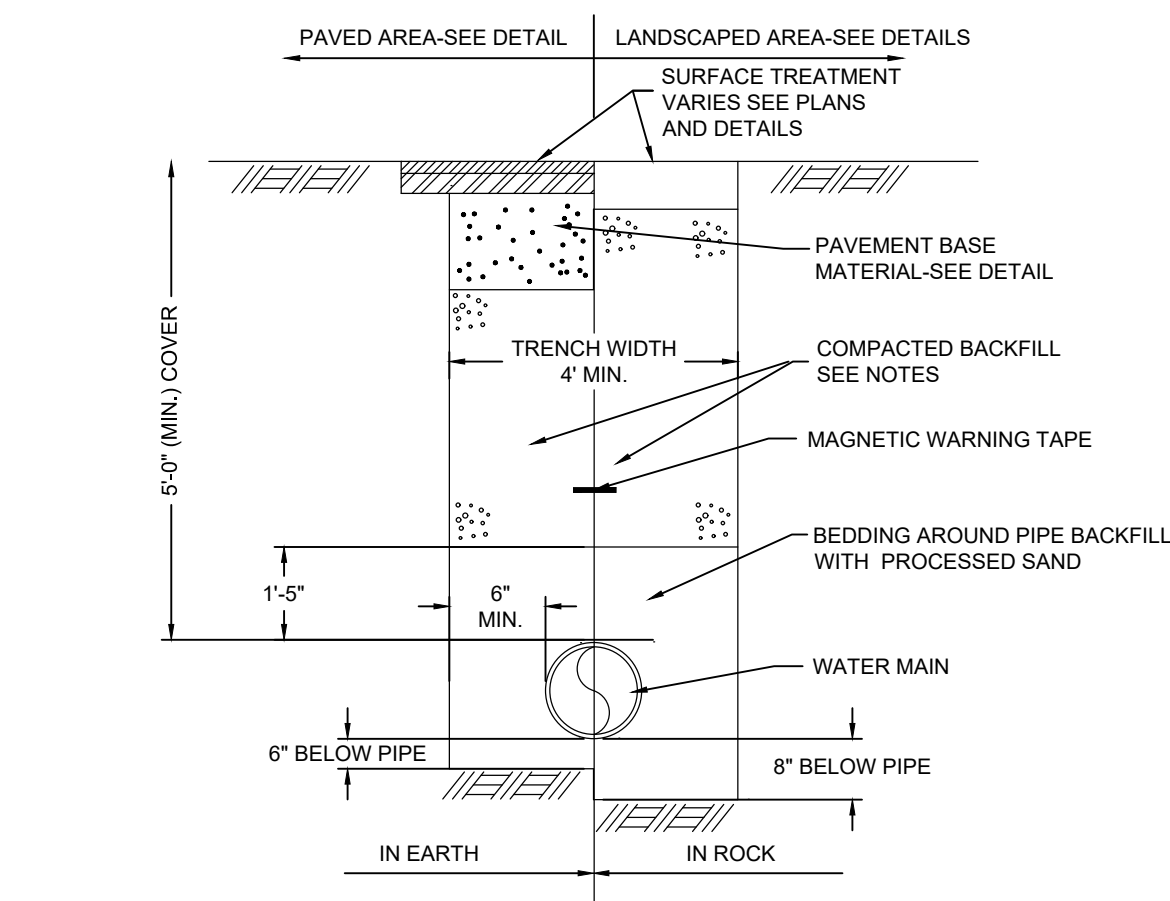 PAVED AREA-SEE DETAIL
LANDSCAPED AREA-SEE DETAILS
SURFACE TREATMENT
VARIES SEE PLANS
AND DETAILS
PAVEMENT BASE
MATERIAL-SEE DETAIL
5'-0" (MIN.) COVER
TRENCH WIDTH
4' MIN.
COMPACTED BACKFILL
SEE NOTES
MAGNETIC WARNING TAPE
BEDDING AROUND PIPE BACKFILL
WITH PROCESSED SAND
1'-5"
6"
MIN.
WATER MAIN
6" BELOW PIPE
8" BELOW PIPE
IN EARTH
IN ROCK